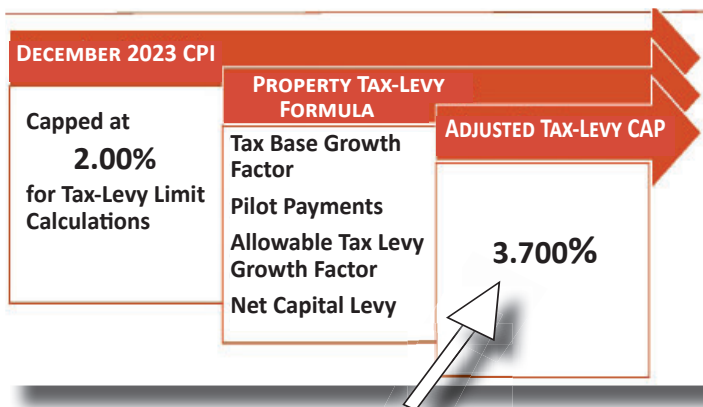 DECEMBER 2023 CPI
Capped at
2.00%
for Tax-Levy Limit
Calculations
PROPERTY TAX-LEVY
FORMULA
Tax Base Growth
Factor
Pilot Payments
Allowable Tax Levy
Growth Factor
Net Capital Levy
ADJUSTED TAX-LEVY CAP
3.700%